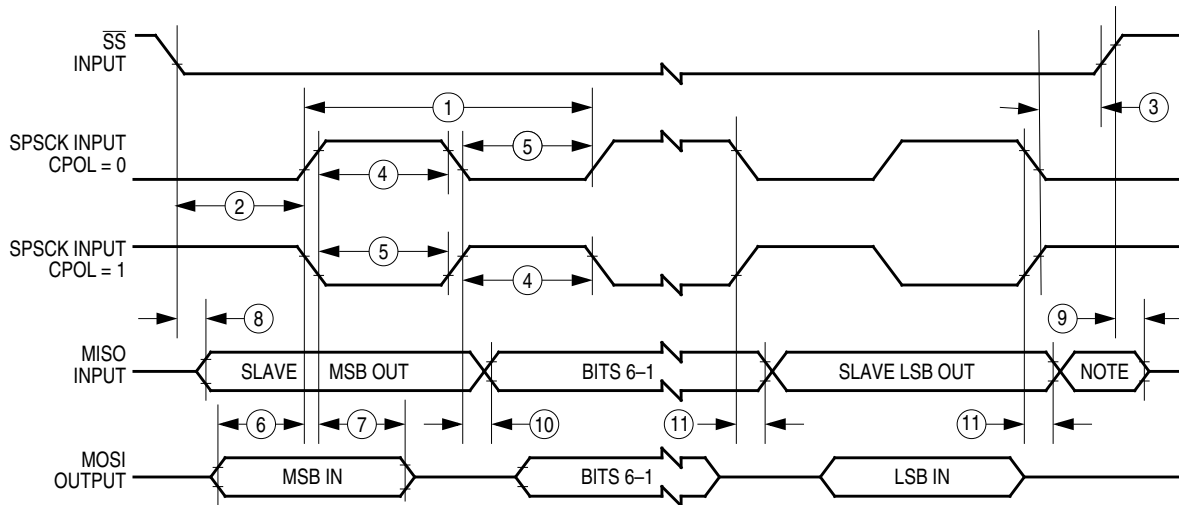 SS
INPUT
1
3
SPSCK INPUT
CPOL = 0
5
4
2
SPSCK INPUT
CPOL = 1
5
4
8
9
MISO
INPUT
SLAVE MSB OUT
BITS 6–1
SLAVE LSB OUT
NOTE
6
7
10
11
11
MOSI
OUTPUT
MSB IN
BITS 6–1
LSB IN